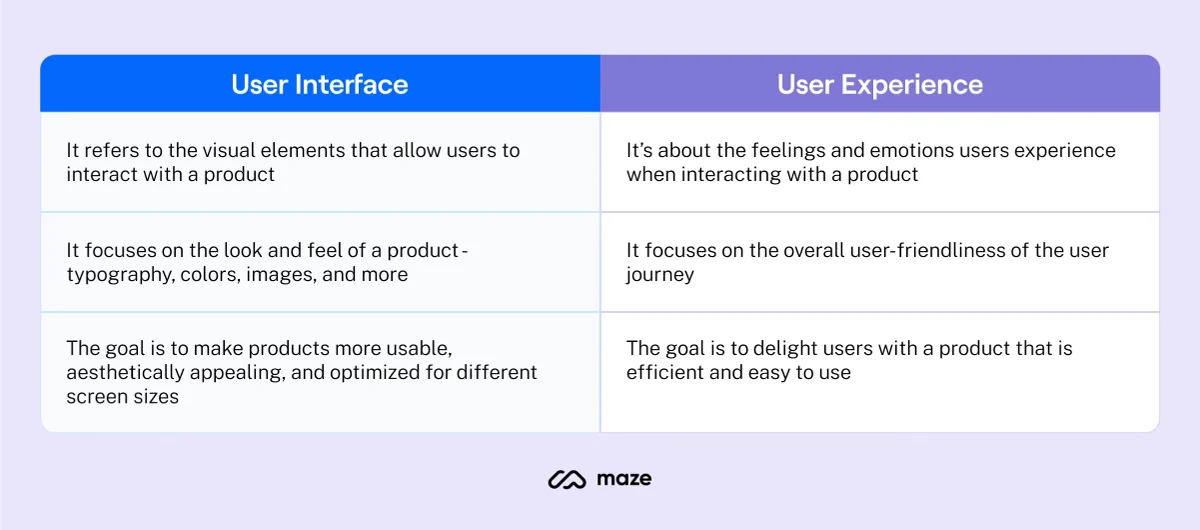 User Interface
User Experience
It refers to the visual elements that allow users to
interact with a product
It’s about the feelings and emotions users experience
when interacting with a product
It focuses on the look and feel of a product -
typography, colors, images, and more
It focuses on the overall user-friendliness of the user
journey
The goal is to make products more usable,
aesthetically appealing, and optimized for different
screen sizes
The goal is to delight users with a product that is
efficient and easy to use
maze